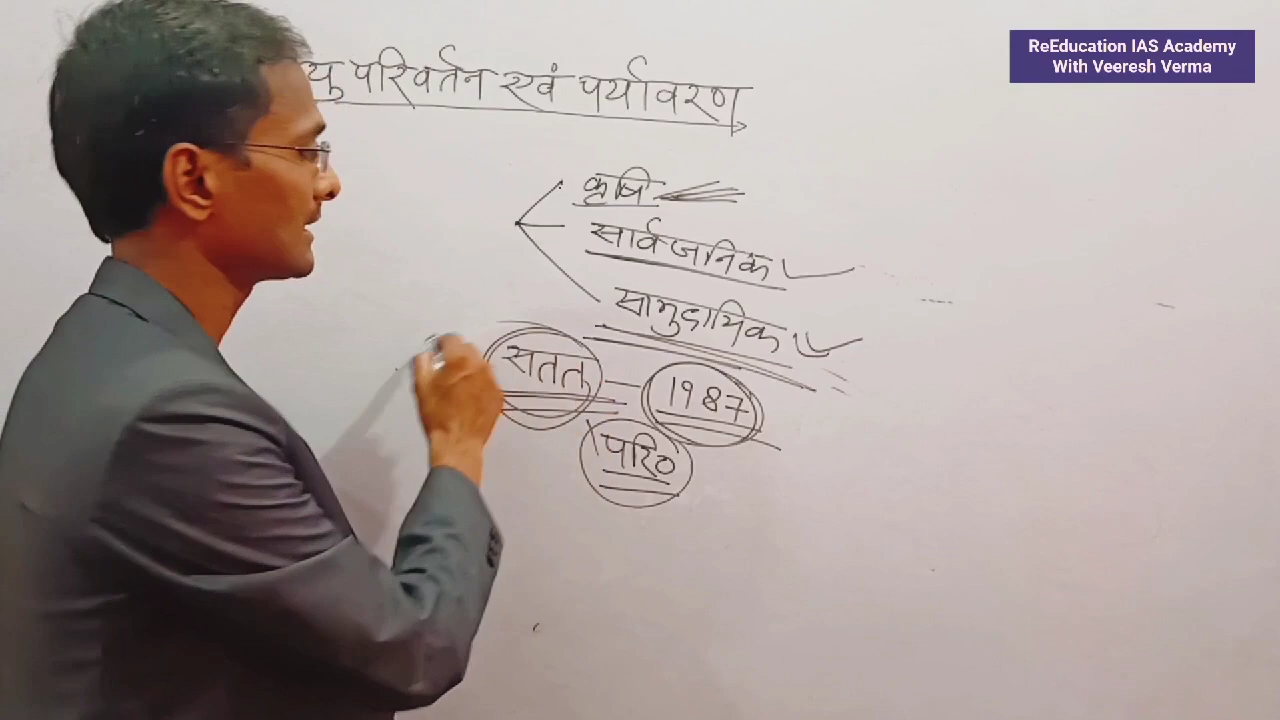 ReEducation IAS Academy
With Veeresh Verma
यु परिवर्तन एवं पर्यावरण
कृषि
सार्वजनिक
सामुदायिक
सतत् – 1987
परि०